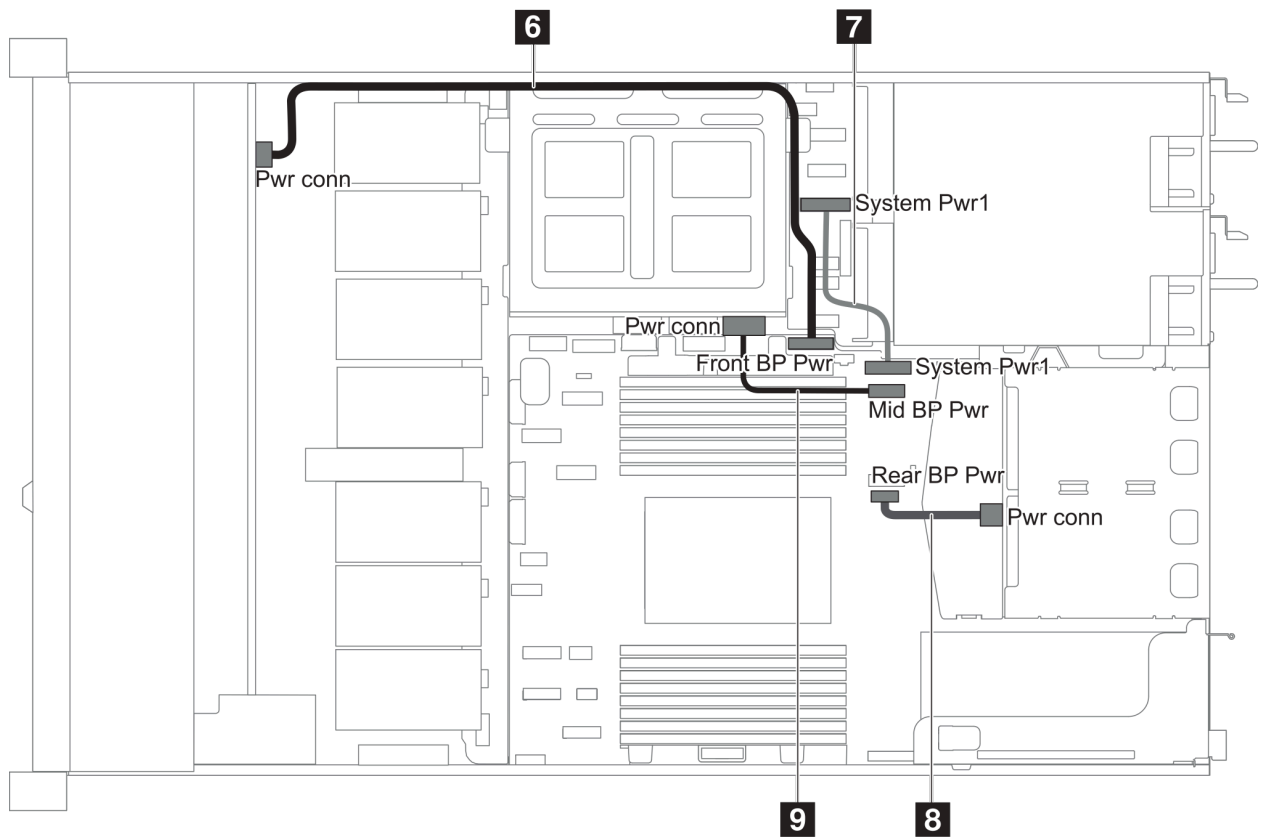 6
7
Pwr conn
System Pwr1
Pwr conn
Front BP Pwr
System Pwr1
Mid BP Pwr
Rear BP Pwr
Pwr conn
9
8